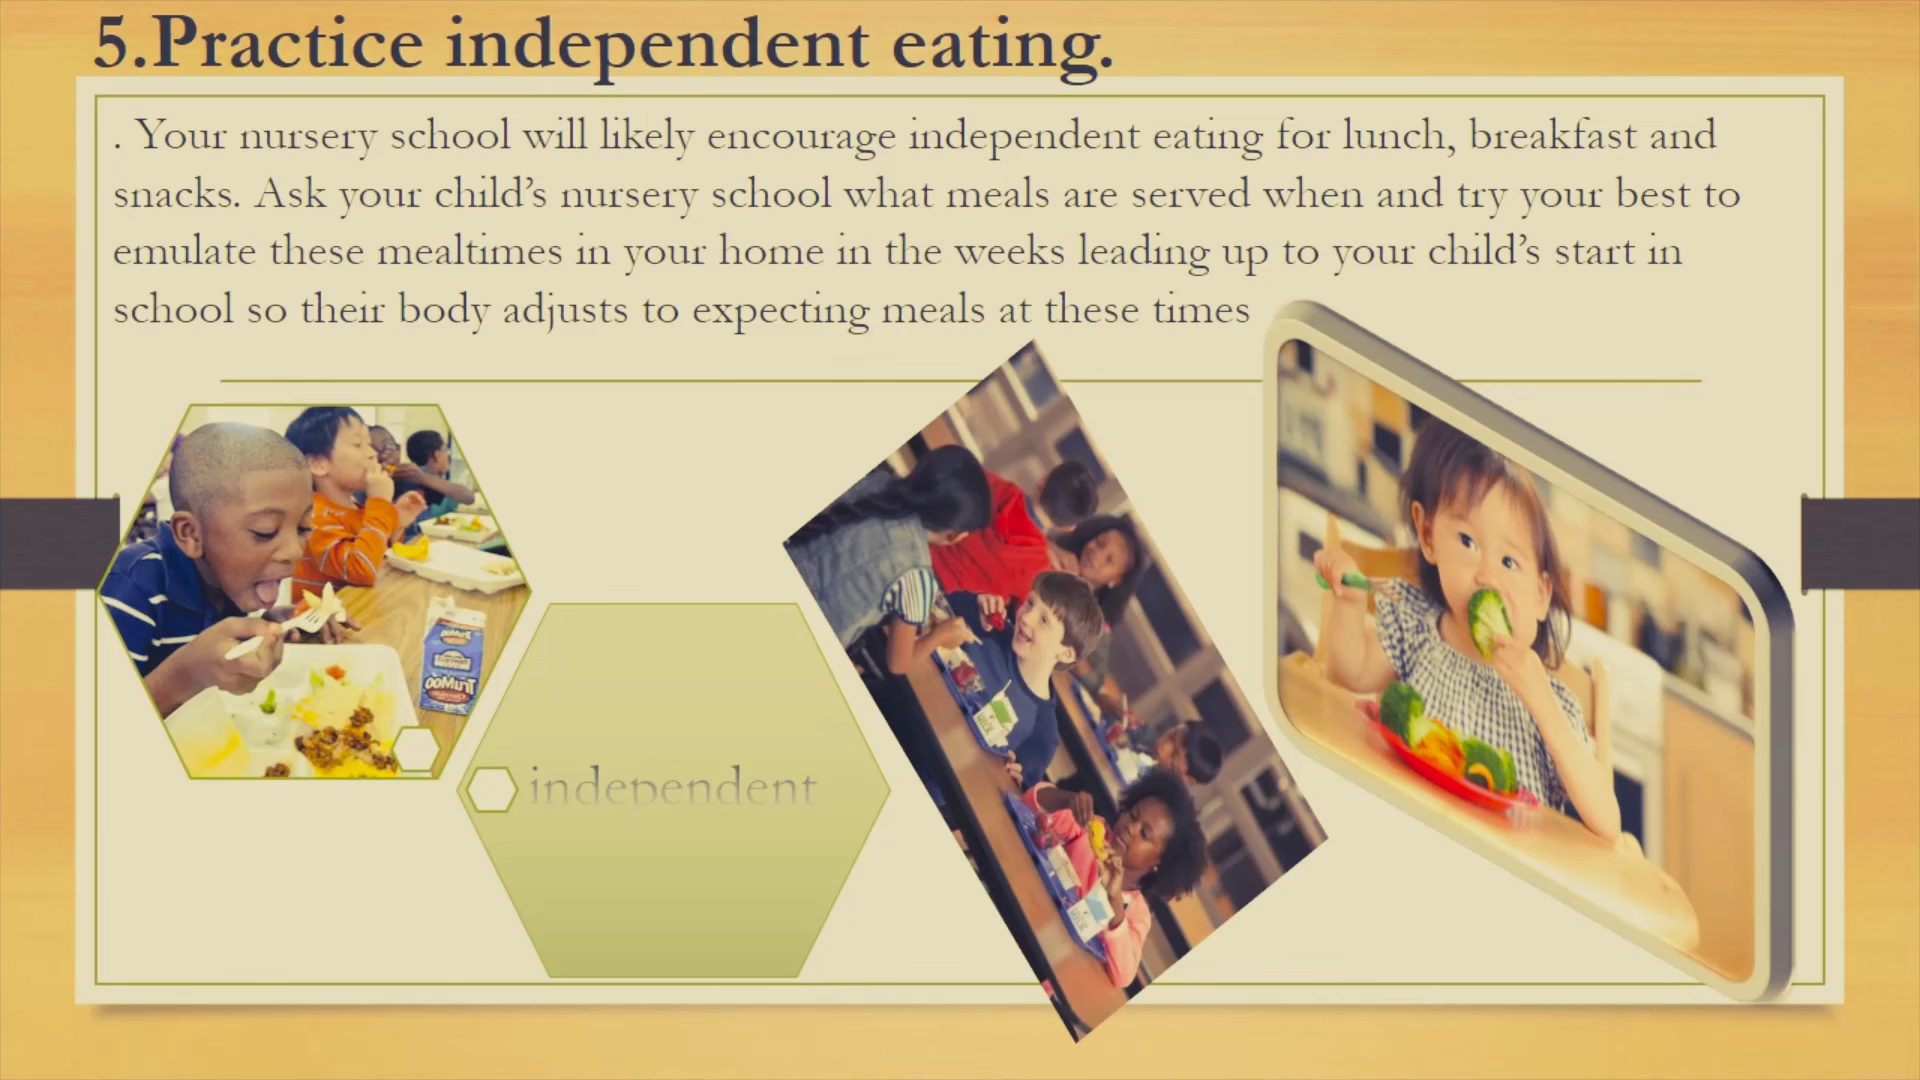 5.Practice independent eating.
. Your nursery school will likely encourage independent eating for lunch, breakfast and
snacks. Ask your child’s nursery school what meals are served when and try your best to
emulate these mealtimes in your home in the weeks leading up to your child’s start in
school so their body adjusts to expecting meals at these times
independent